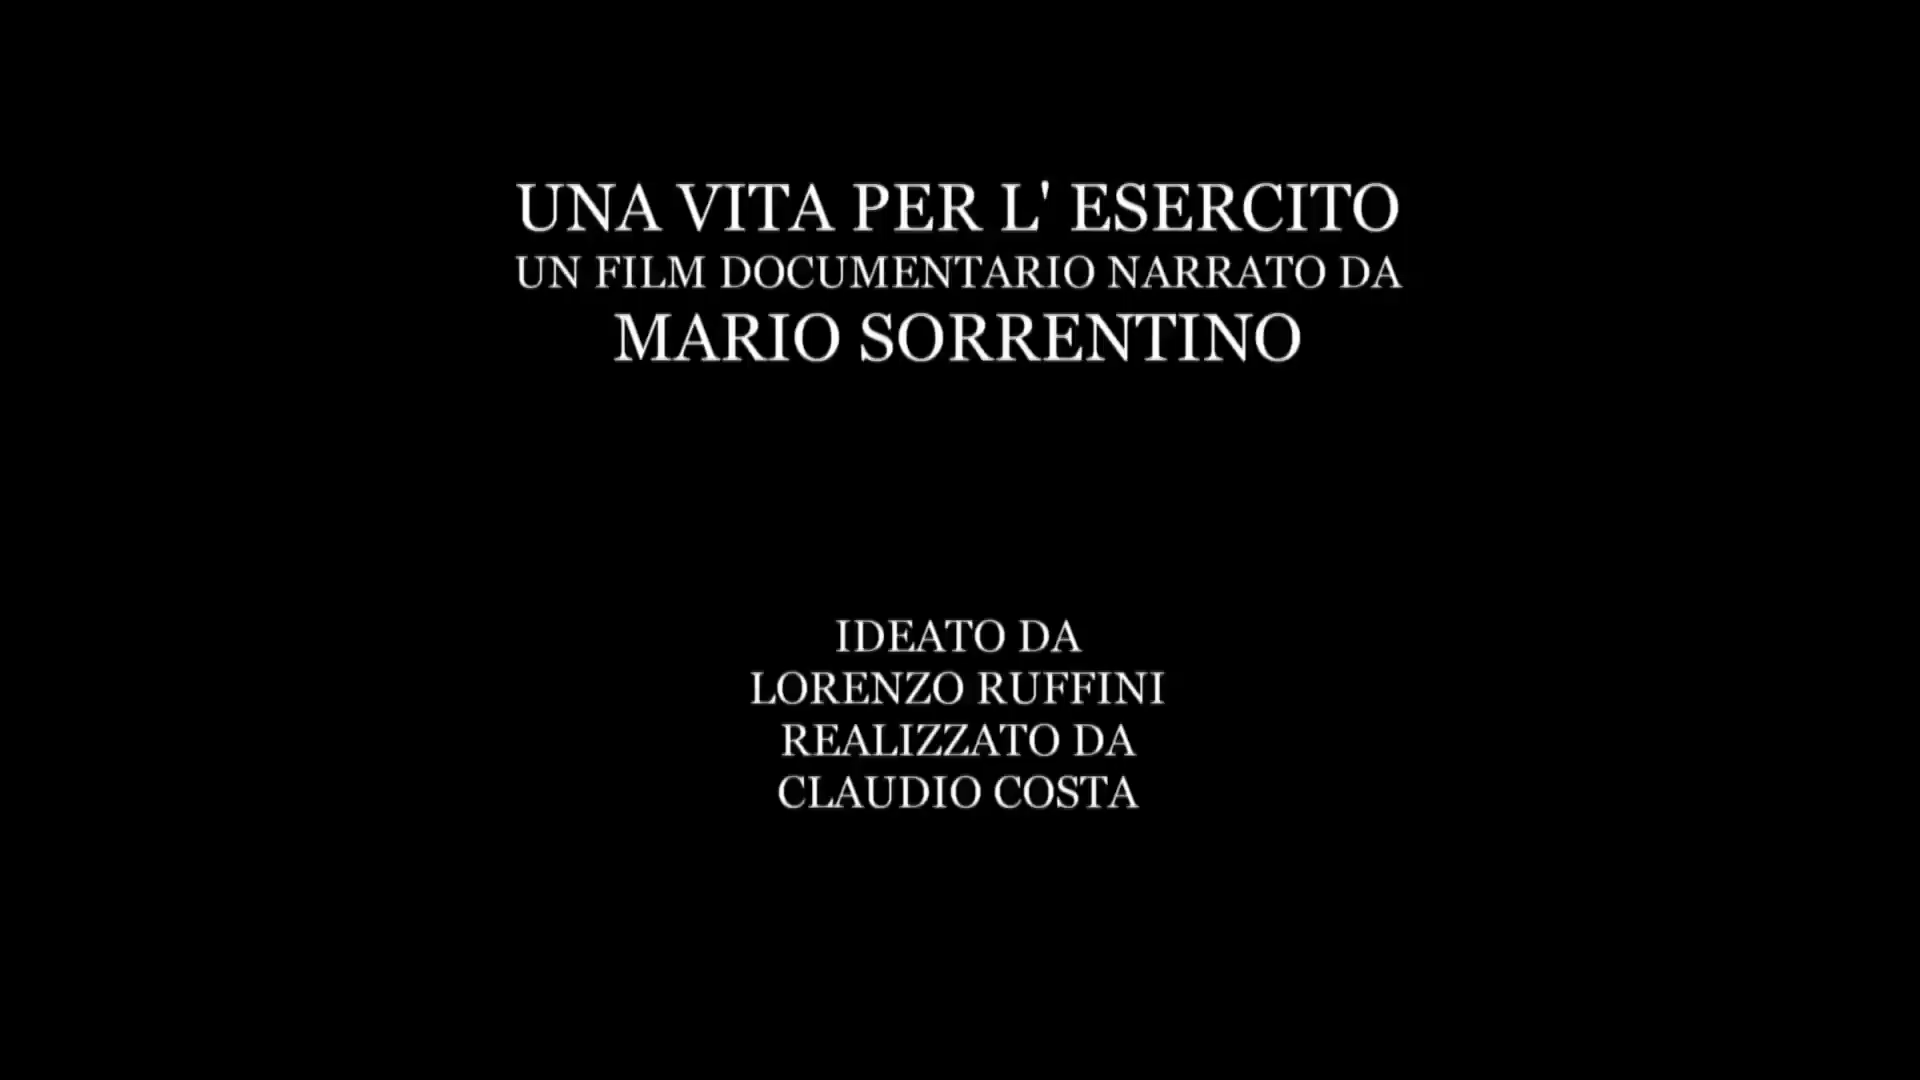 UNA VITA PER L' ESERCITO
UN FILM DOCUMENTARIO NARRATO DA
MARIO SORRENTINO
IDEATO DA
LORENZO RUFFINI
REALIZZATO DA
CLAUDIO COSTA